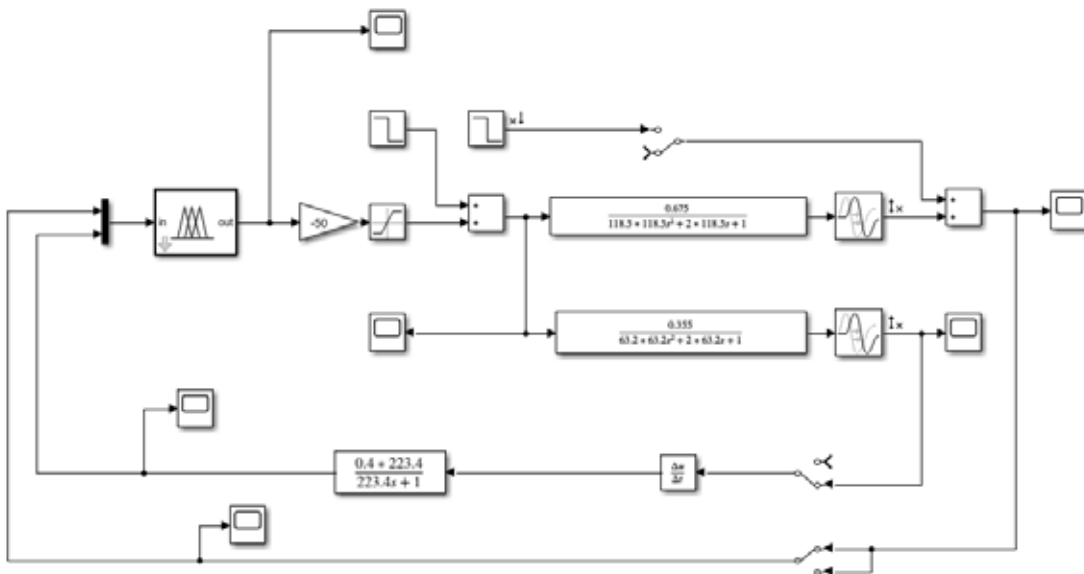 in
out
-50
0.675
118.5 * 118.5s² + 2 * 118.5s + 1
0.355
63.2 * 63.2s² + 2 * 63.2s + 1
0.4 * 223.4
223.4s + 1
Δu
Δt